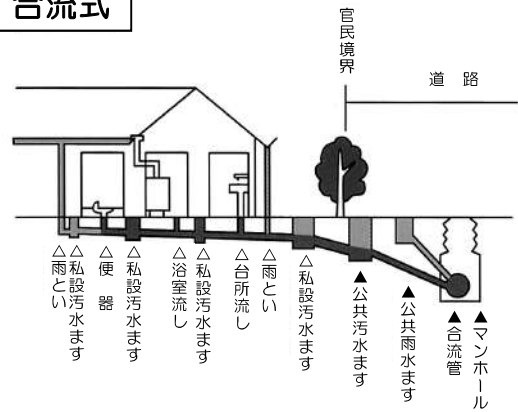 合流式
官民境界
道路
△雨とい
△私設汚水ます
△便器
△私設汚水ます
△浴室流し
△私設汚水ます
△台所流し
△雨とい
△私設汚水ます
▲公共汚水ます
▲公共雨水ます
▲合流管
▲マンホール